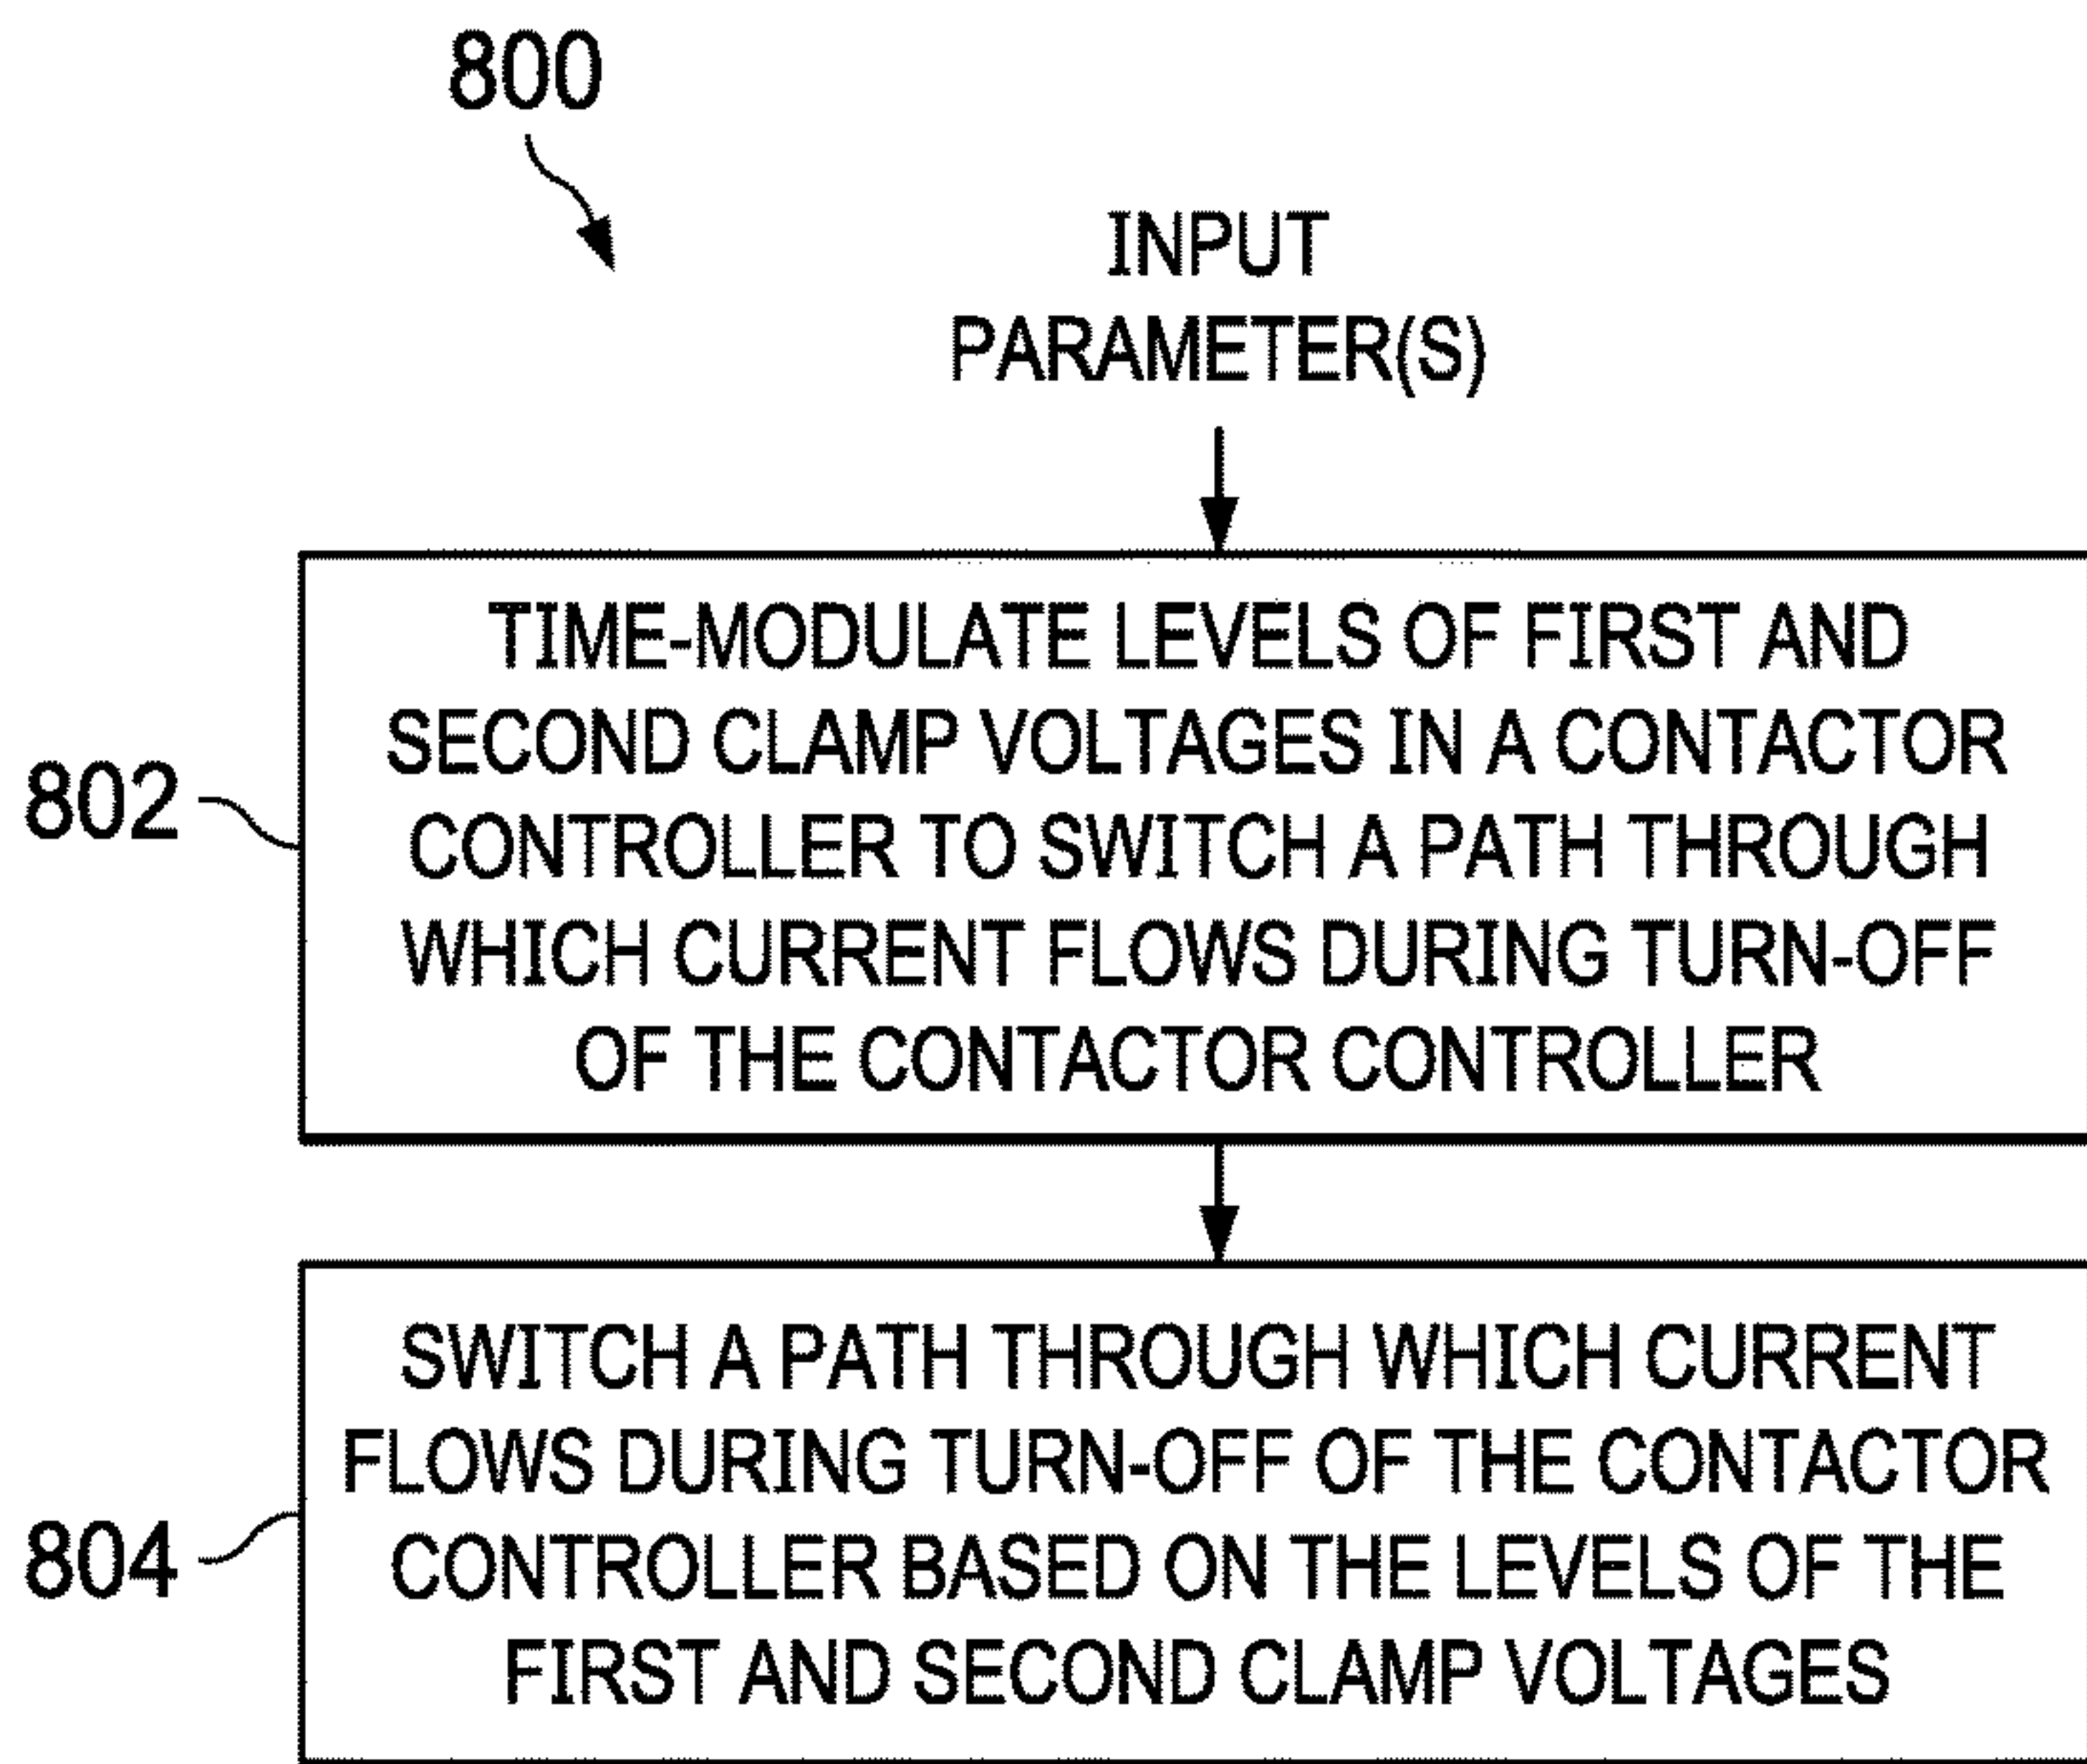 800
INPUT
PARAMETER(S)
TIME-MODULATE LEVELS OF FIRST AND
SECOND CLAMP VOLTAGES IN A CONTACTOR
CONTROLLER TO SWITCH A PATH THROUGH
WHICH CURRENT FLOWS DURING TURN-OFF
OF THE CONTACTOR CONTROLLER
802
SWITCH A PATH THROUGH WHICH CURRENT
FLOWS DURING TURN-OFF OF THE CONTACTOR
CONTROLLER BASED ON THE LEVELS OF THE
FIRST AND SECOND CLAMP VOLTAGES
804